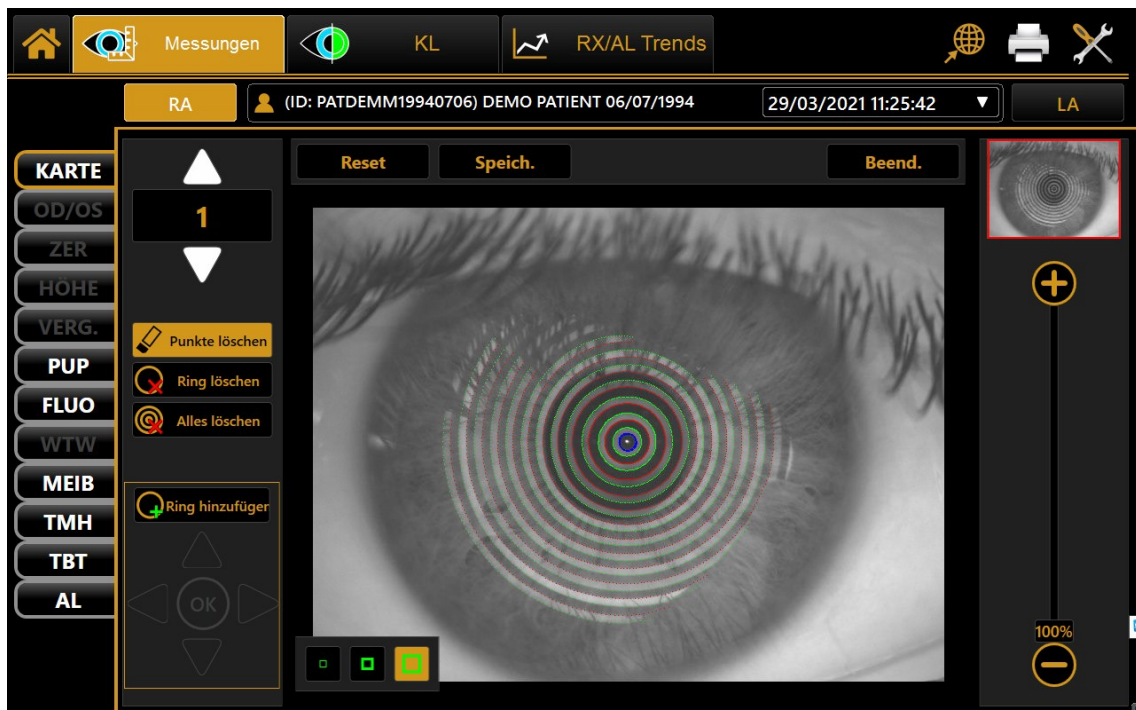 Messungen
KL
RX/AL Trends
RA
(ID: PATDEMM19940706) DEMO PATIENT 06/07/1994
29/03/2021 11:25:42
LA
KARTE
OD/OS
ZER
HÖHE
VERG.
PUP
FLUO
WTW
MEIB
TMH
TBT
AL
1
Punkte löschen
Ring löschen
Alles löschen
Ring hinzufüger
OK
Reset
Speich.
Beend.
100%